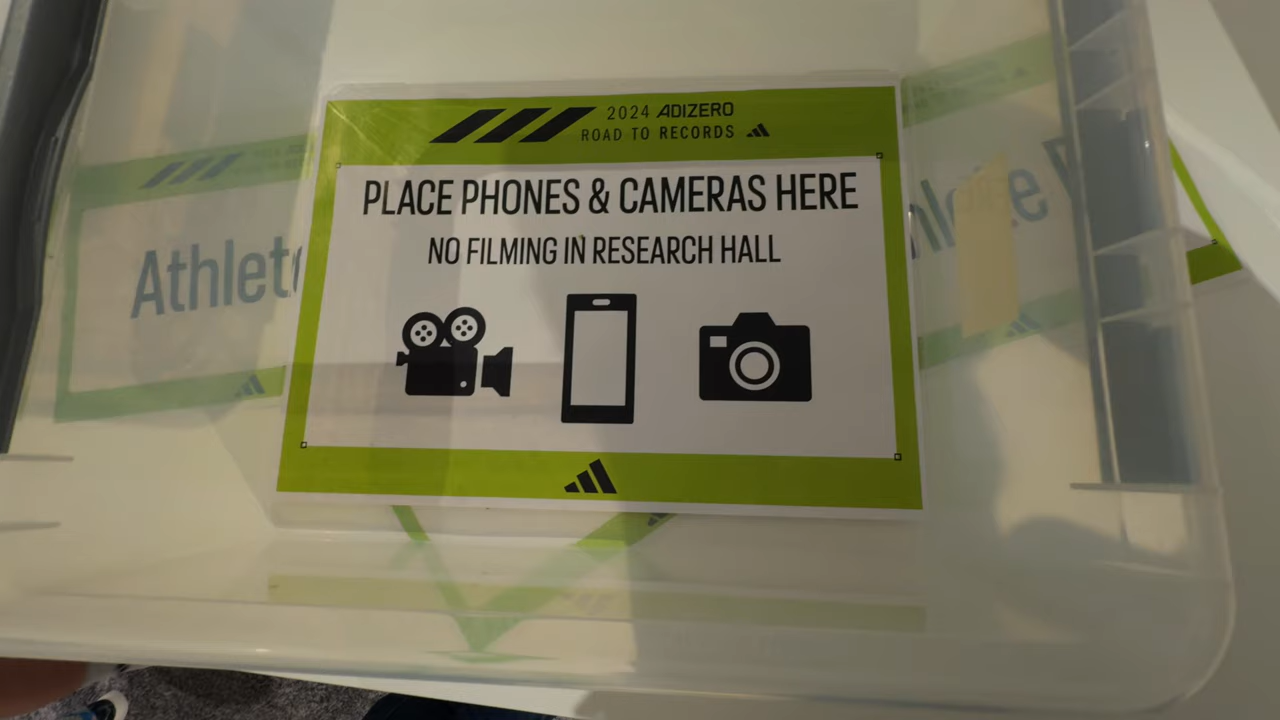 2024 ADIZERO
ROAD TO RECORDS
PLACE PHONES & CAMERAS HERE
NO FILMING IN RESEARCH HALL